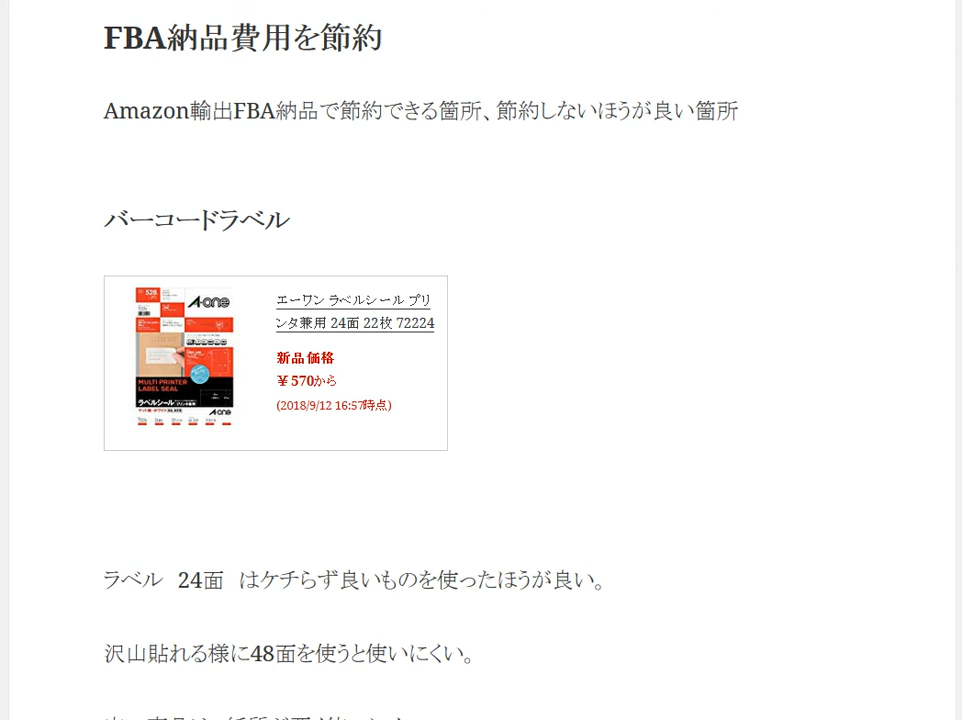 FBA納品費用を節約
Amazon輸出FBA納品で節約できる箇所、節約しないほうが良い箇所
バーコードラベル
528
A-one
MULTI PRINTER
LABEL SEAL
ラベルシール
A-one
エーワン ラベルシール プリ
ンタ兼用 24面 22枚 72224
新品価格
￥570から
(2018/9/12 16:57時点)
ラベル　24面　はケチらず良いものを使ったほうが良い。
沢山貼れる様に48面を使うと使いにくい。